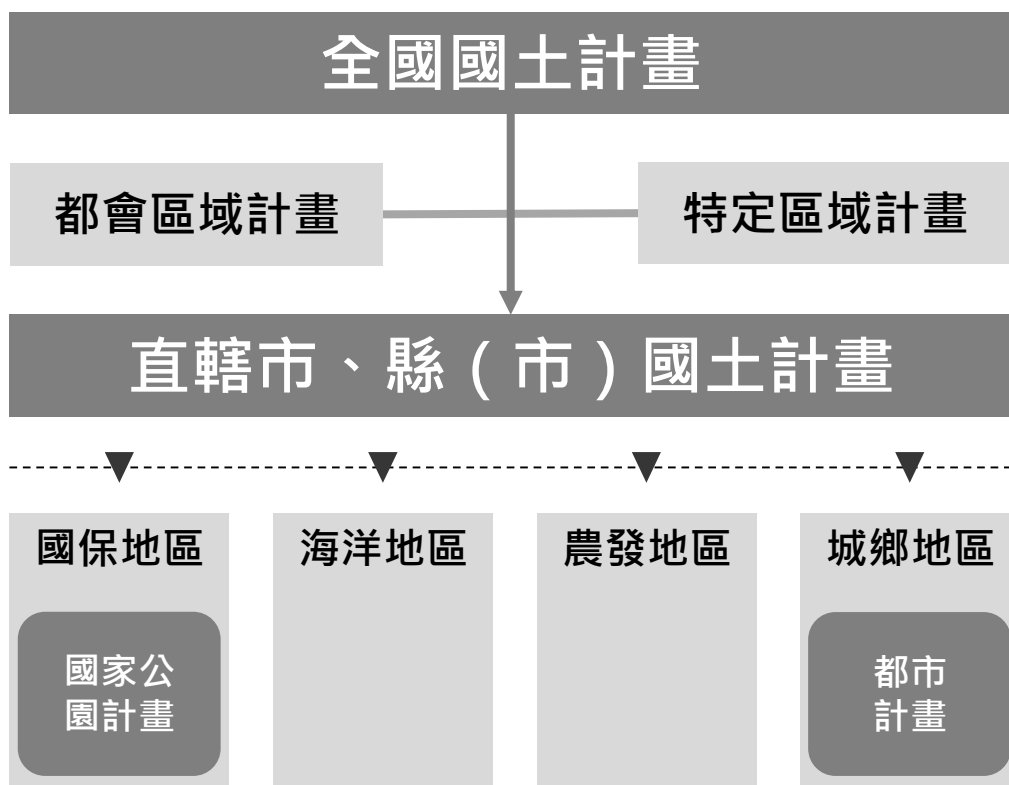 全國國土計畫
都會區域計畫
特定區域計畫
直轄市、縣（市）國土計畫
國保地區
海洋地區
農發地區
城鄉地區
國家公
園計畫
都市
計畫